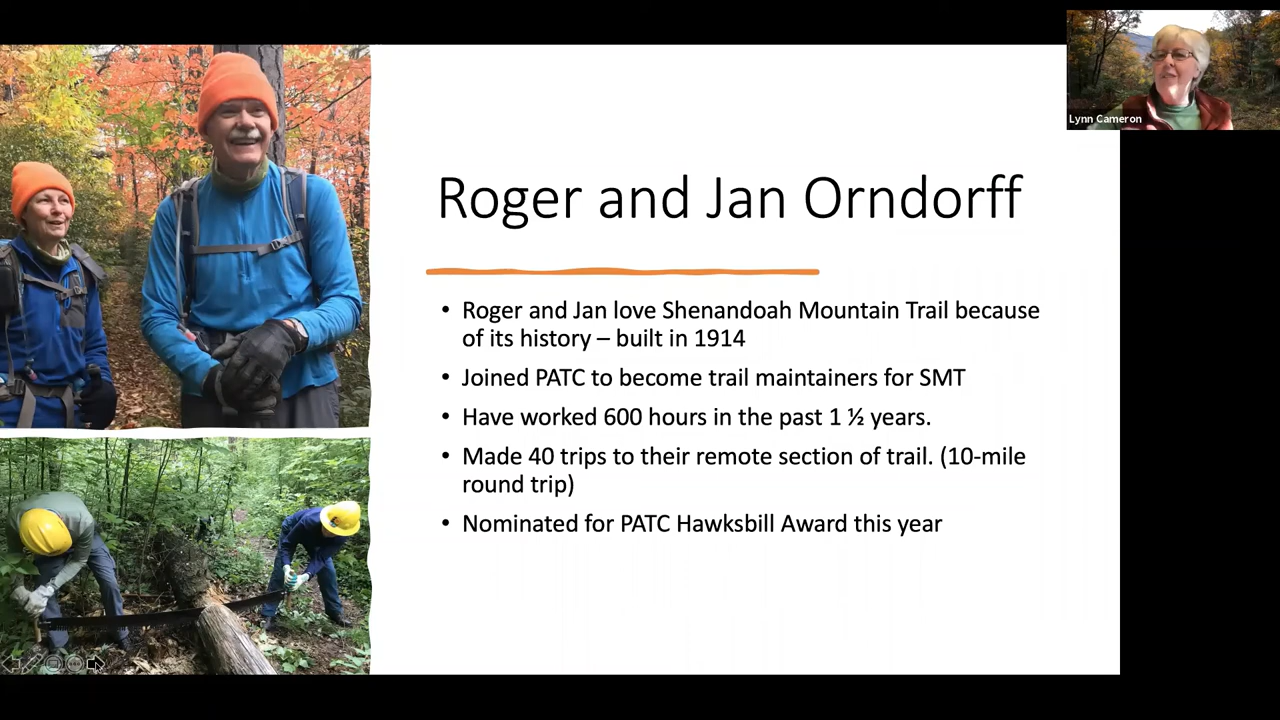 Lynn Cameron
Roger and Jan Orndorff
• Roger and Jan love Shenandoah Mountain Trail because
of its history – built in 1914
• Joined PATC to become trail maintainers for SMT
• Have worked 600 hours in the past 1 ½ years.
• Made 40 trips to their remote section of trail. (10-mile
round trip)
• Nominated for PATC Hawksbill Award this year